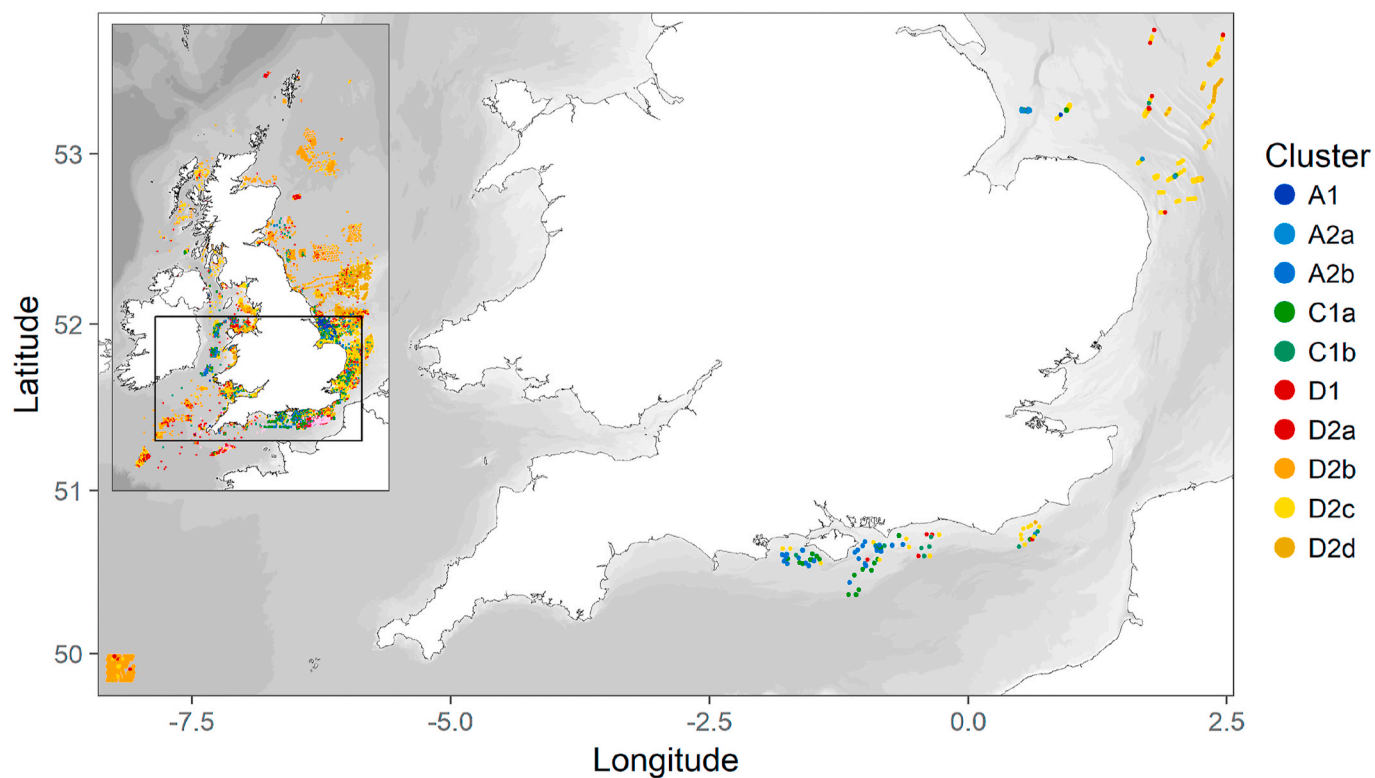 53
52
51
50
Latitude
-7.5
-5.0
-2.5
0.0
2.5
Longitude
Cluster
A1
A2a
A2b
C1a
C1b
D1
D2a
D2b
D2c
D2d